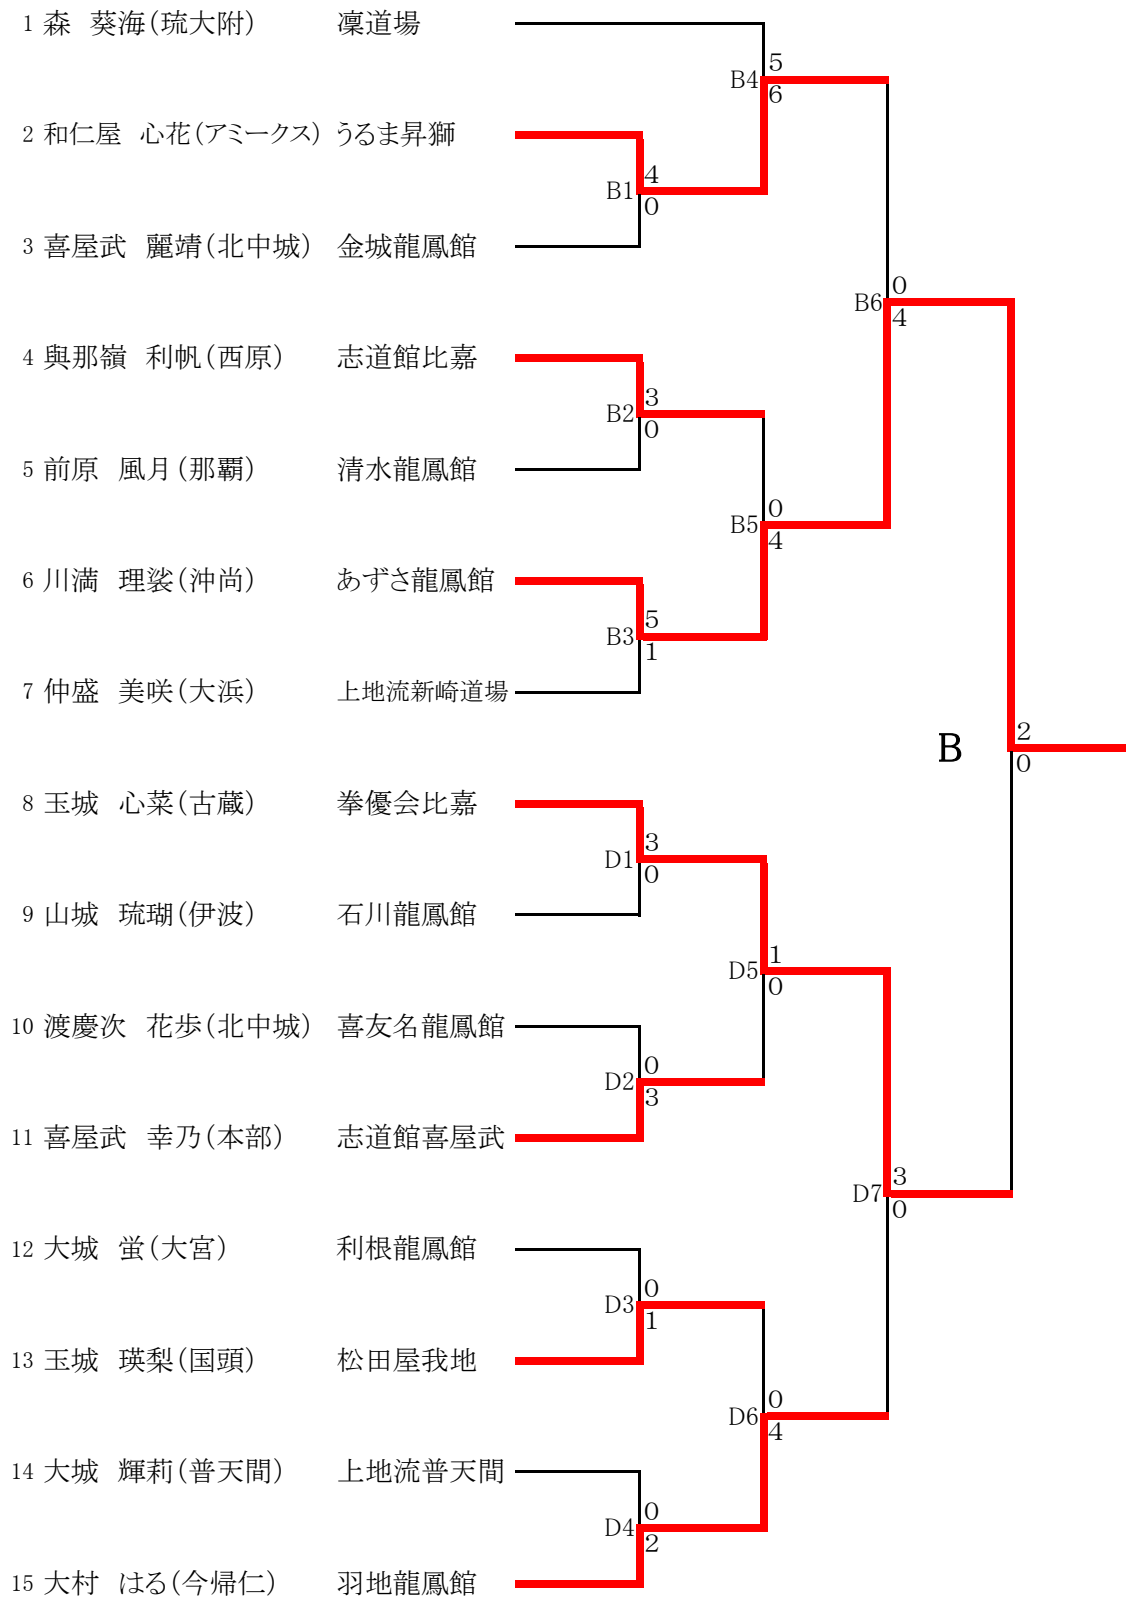 1 森 葵海(琉大附) 凜道場
5
B4
6
2 和仁屋 心花(アミークス) うるま昇獅
4
B1
0
3 喜屋武 麗靖(北中城) 金城龍鳳館
0
B6
4
4 與那嶺 利帆(西原) 志道館比嘉
3
B2
0
5 前原 風月(那覇) 清水龍鳳館
0
B5
4
6 川満 理裟(沖尚) あずさ龍鳳館
5
B3
1
7 仲盛 美咲(大浜) 上地流新崎道場
2
B
0
8 玉城 心菜(古蔵) 拳優会比嘉
3
D1
0
9 山城 琉瑚(伊波) 石川龍鳳館
1
D5
0
10 渡慶次 花歩(北中城) 喜友名龍鳳館
0
D2
3
11 喜屋武 幸乃(本部) 志道館喜屋武
3
D7
0
12 大城 蛍(大宮) 利根龍鳳館
0
D3
1
13 玉城 瑛梨(国頭) 松田屋我地
0
D6
4
14 大城 輝莉(普天間) 上地流普天間
0
D4
2
15 大村 はる(今帰仁) 羽地龍鳳館